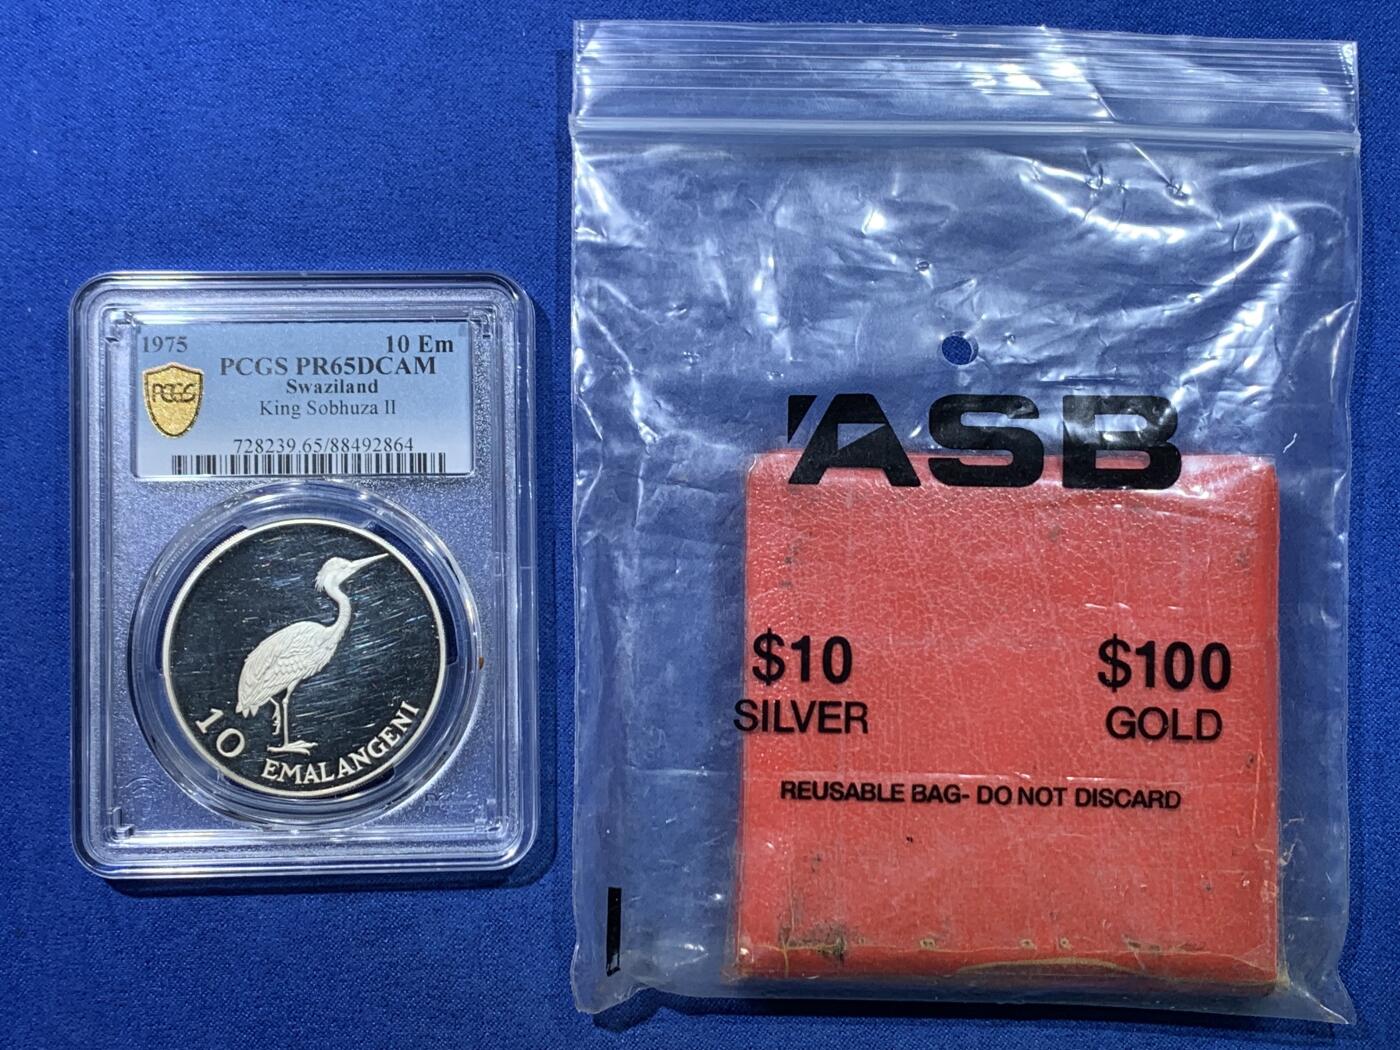 1975 10 Em
PCGS PR65DCAM
Swaziland
King Sobhuza II
728239.65/88492864
PCGS
10 EMALANGENI
ASB
$10 $100
SILVER GOLD
REUSABLE BAG- DO NOT DISCARD